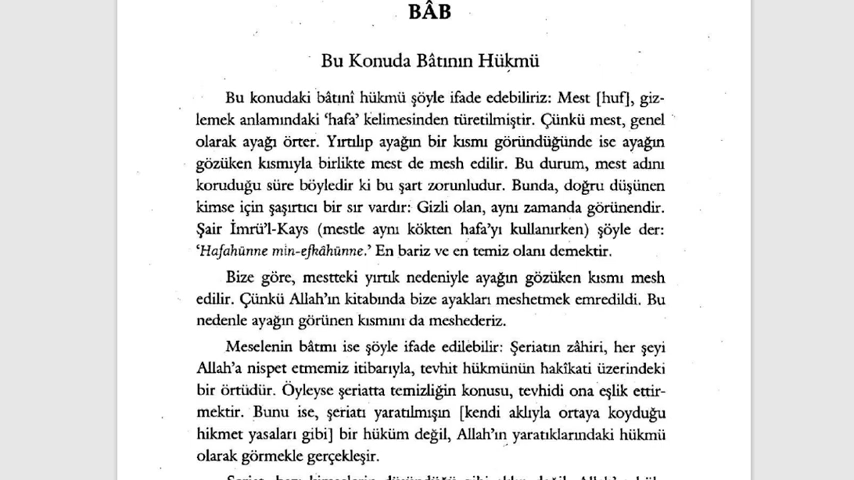 BÂB
Bu Konuda Bâtının Hükmü
Bu konudaki bâtınî hükmü şöyle ifade edebiliriz: Mest [huf], giz-
lemek anlamındaki ‘hafa’ kelimesinden türetilmiştir. Çünkü mest, genel
olarak ayağı örter. Yırtılıp ayağın bir kısmı göründüğünde ise ayağın
gözüken kısmıyla birlikte mest de mesh edilir. Bu durum, mest adını
koruduğu süre böyledir ki bu şart zorunludur. Bunda, doğru düşünen
kimse için şaşırtıcı bir sır vardır: Gizli olan, aynı zamanda görünendir.
Şair İmrü’l-Kays (mestle aynı kökten hafa’yı kullanırken) şöyle der:
‘Hafahünne min-efkâhünne.’ En bariz ve en temiz olanı demektir.
Bize göre, mestteki yırtık nedeniyle ayağın gözüken kısmı mesh
edilir. Çünkü Allah’ın kitabında bize ayakları meshetmek emredildi. Bu
nedenle ayağın görünen kısmını da meshederiz.
Meselenin bâtını ise şöyle ifade edilebilir: Şeriatın zâhiri, her şeyi
Allah’a nispet etmemiz itibarıyla, tevhit hükmünün hakîkati üzerindeki
bir örtüdür. Öyleyse şeriatta temizliğin konusu, tevhidi ona eşlik ettir-
mektir. Bunu ise, şeriatı yaratılmışın [kendi aklıyla ortaya koyduğu
hikmet yasaları gibi] bir hüküm değil, Allah’ın yaratıklarındaki hükmü
olarak görmekle gerçekleşir.